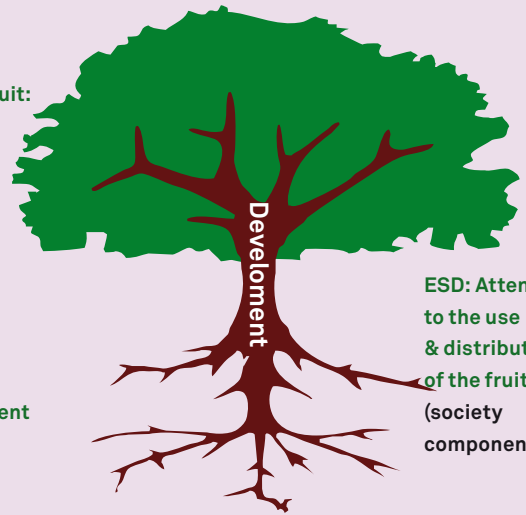 uit:
Develoment
ESD: Atten
to the use
& distribut
of the fruit
(society
componen
ent